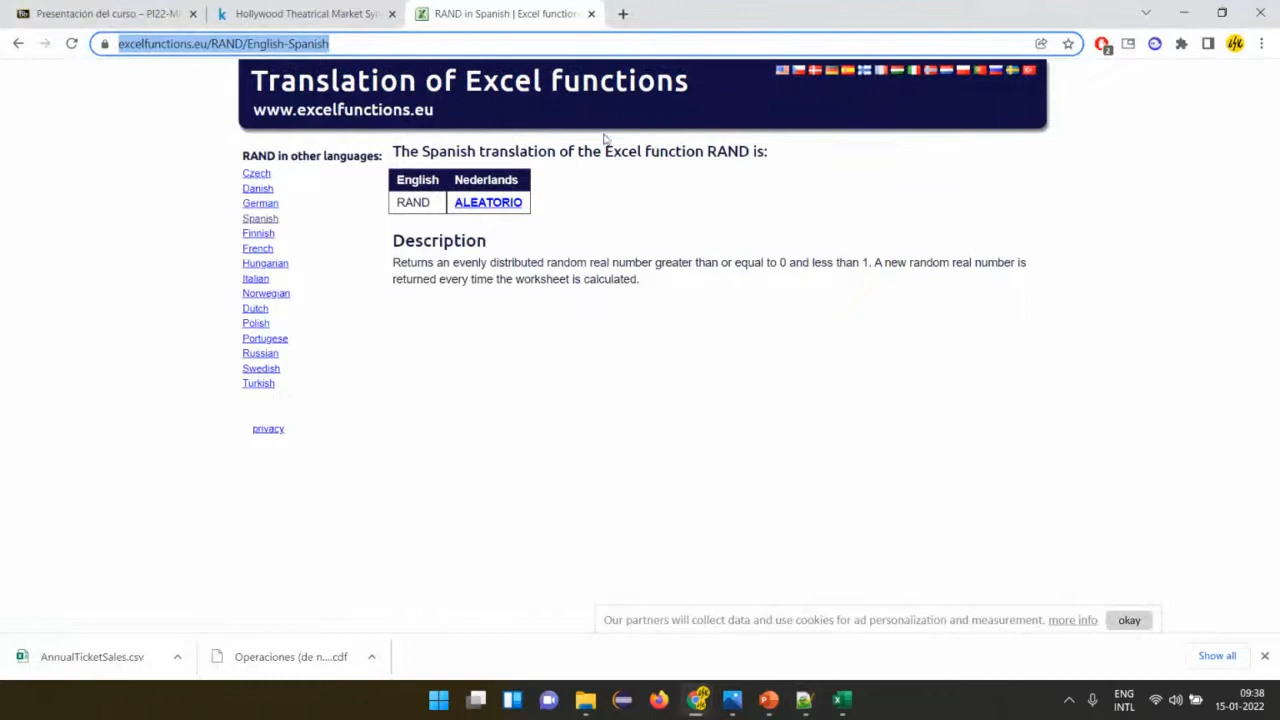 Presentación del curso – PI22-M
Hollywood Theatrical Market Sy
RAND in Spanish | Excel function
excelfunctions.eu/RAND/English-Spanish
2
Translation of Excel functions
www.excelfunctions.eu
RAND in other languages:
Czech
Danish
German
Spanish
Finnish
French
Hungarian
Italian
Norwegian
Dutch
Polish
Portugese
Russian
Swedish
Turkish
privacy
The Spanish translation of the Excel function RAND is:
English Nederlands
RAND ALEATORIO
Description
Returns an evenly distributed random real number greater than or equal to 0 and less than 1. A new random real number is
returned every time the worksheet is calculated.
Our partners will collect data and use cookies for ad personalization and measurement. more info okay
AnnualTicketSales.csv
Operaciones (de n....cdf
Show all
ENG
INTL
09:38
15-01-2022